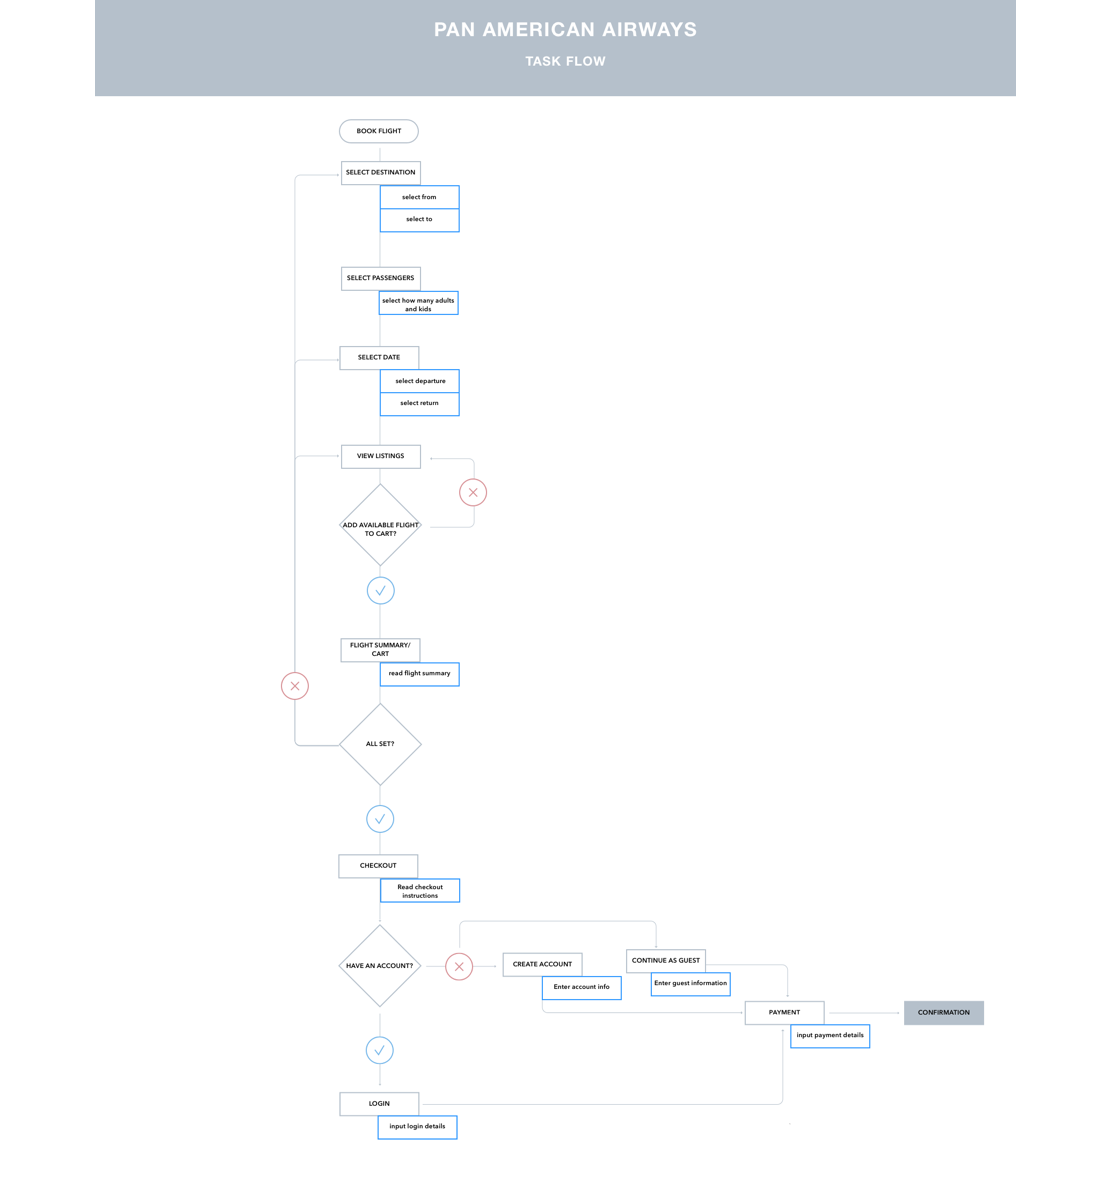 PAN AMERICAN AIRWAYS
TASK FLOW
BOOK FLIGHT
SELECT DESTINATION
select from
select to
SELECT PASSENGERS
select how many adults
and kids
SELECT DATE
select departure
select return
VIEW LISTINGS
ADD AVAILABLE FLIGHT
TO CART?
FLIGHT SUMMARY/
CART
read flight summary
ALL SET?
CHECKOUT
Read checkout
instructions
HAVE AN ACCOUNT?
CREATE ACCOUNT
Enter account info
CONTINUE AS GUEST
Enter guest information
PAYMENT
input payment details
CONFIRMATION
LOGIN
input login details